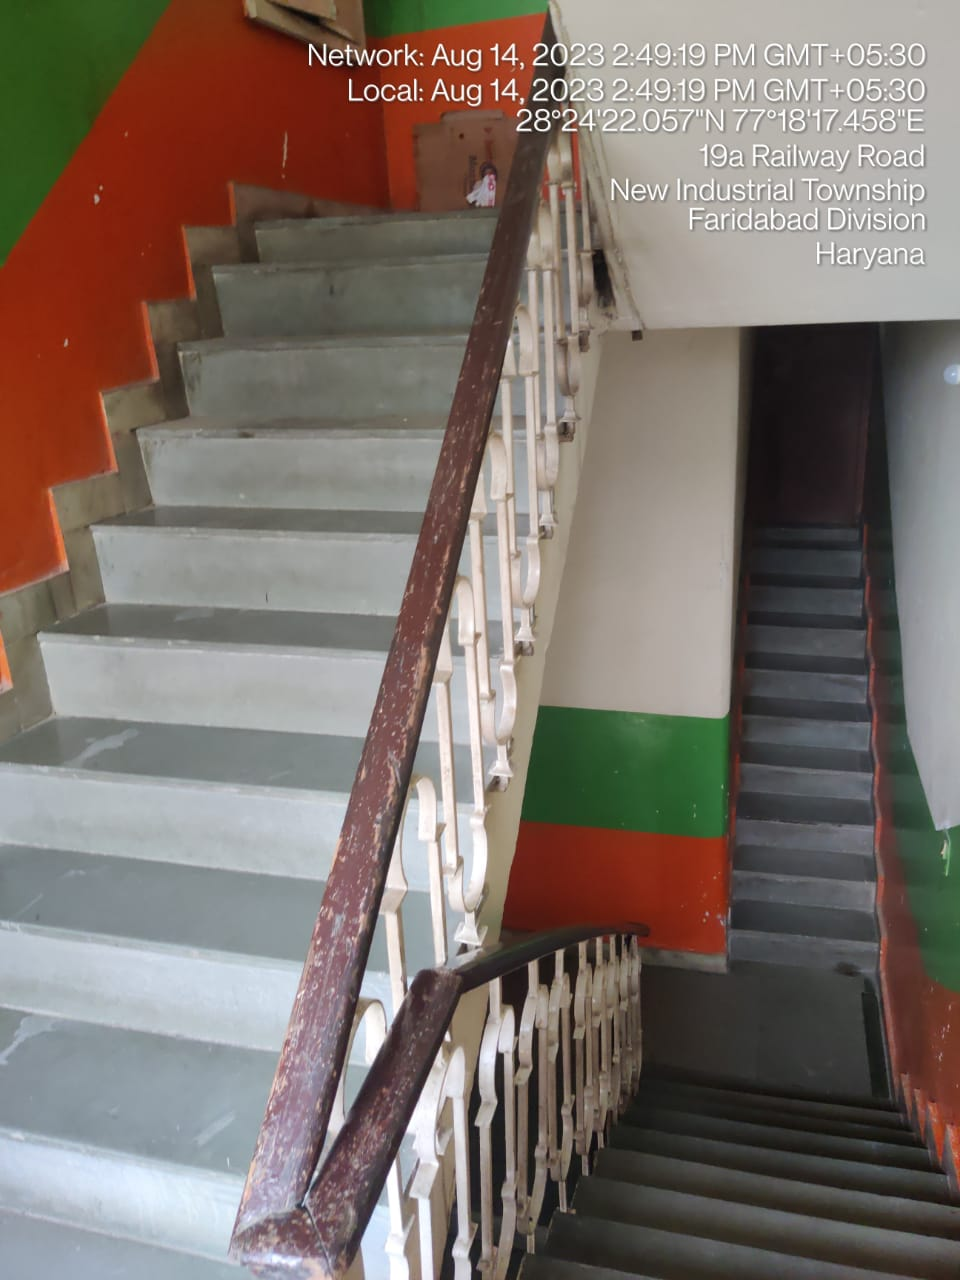 Network: Aug 14, 2023 2:49:19 PM GMT+05:30
Local: Aug 14, 2023 2:49:19 PM GMT+05:30
28°24'22.057"N 77°18'17.458"E
19a Railway Road
New Industrial Township
Faridabad Division
Haryana